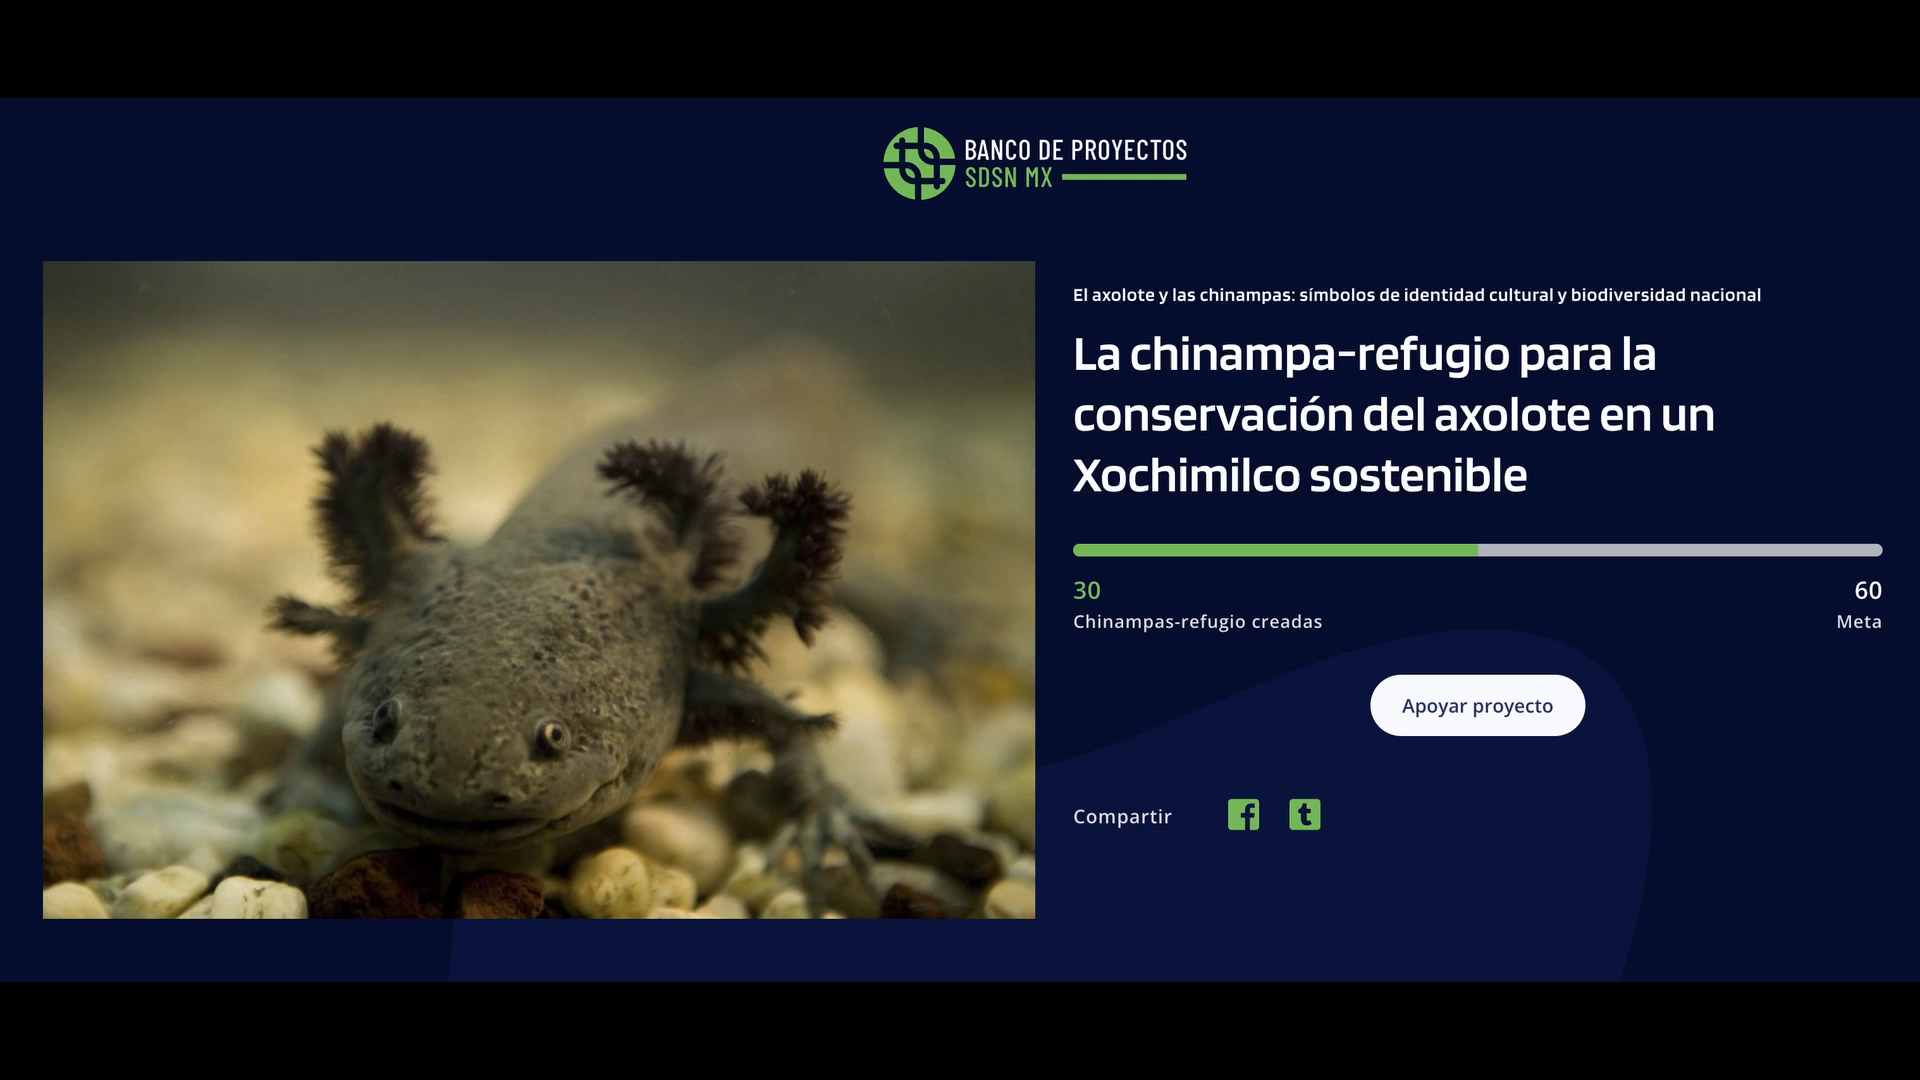 BANCO DE PROYECTOS
SDSN MX
El axolote y las chinampas: símbolos de identidad cultural y biodiversidad nacional
La chinampa-refugio para la
conservación del axolote en un
Xochimilco sostenible
30
60
Chinampas-refugio creadas
Meta
Apoyar proyecto
Compartir